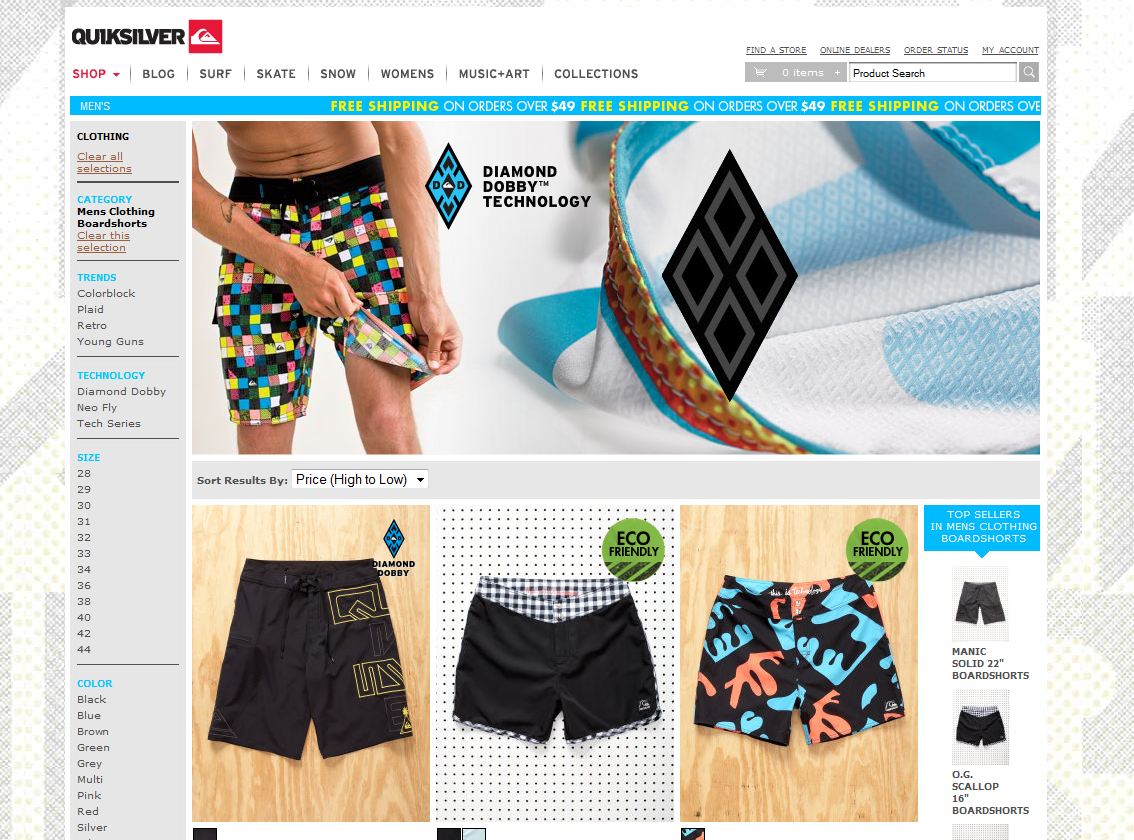 QUIKSILVER
FIND A STORE ONLINE DEALERS ORDER STATUS MY ACCOUNT
SHOP BLOG SURF SKATE SNOW WOMENS MUSIC+ART COLLECTIONS
0 items + Product Search
MEN'S FREE SHIPPING ON ORDERS OVER $49 FREE SHIPPING ON ORDERS OVER $49 FREE SHIPPING ON ORDERS OVE
CLOTHING
Clear all
selections
CATEGORY
Mens Clothing
Boardshorts
Clear this
selection
TRENDS
Colorblock
Plaid
Retro
Young Guns
TECHNOLOGY
Diamond Dobby
Neo Fly
Tech Series
SIZE
28
29
30
31
32
33
34
36
38
40
42
44
COLOR
Black
Blue
Brown
Green
Grey
Multi
Pink
Red
Silver
D D
DIAMOND
DOBBY™
TECHNOLOGY
Sort Results By: Price (High to Low)
DIAMOND
DOBBY
ECO
FRIENDLY
ECO
FRIENDLY
this is technology
TOP SELLERS
IN MENS CLOTHING
BOARDSHORTS
MANIC
SOLID 22"
BOARDSHORTS
O.G.
SCALLOP
16"
BOARDSHORTS